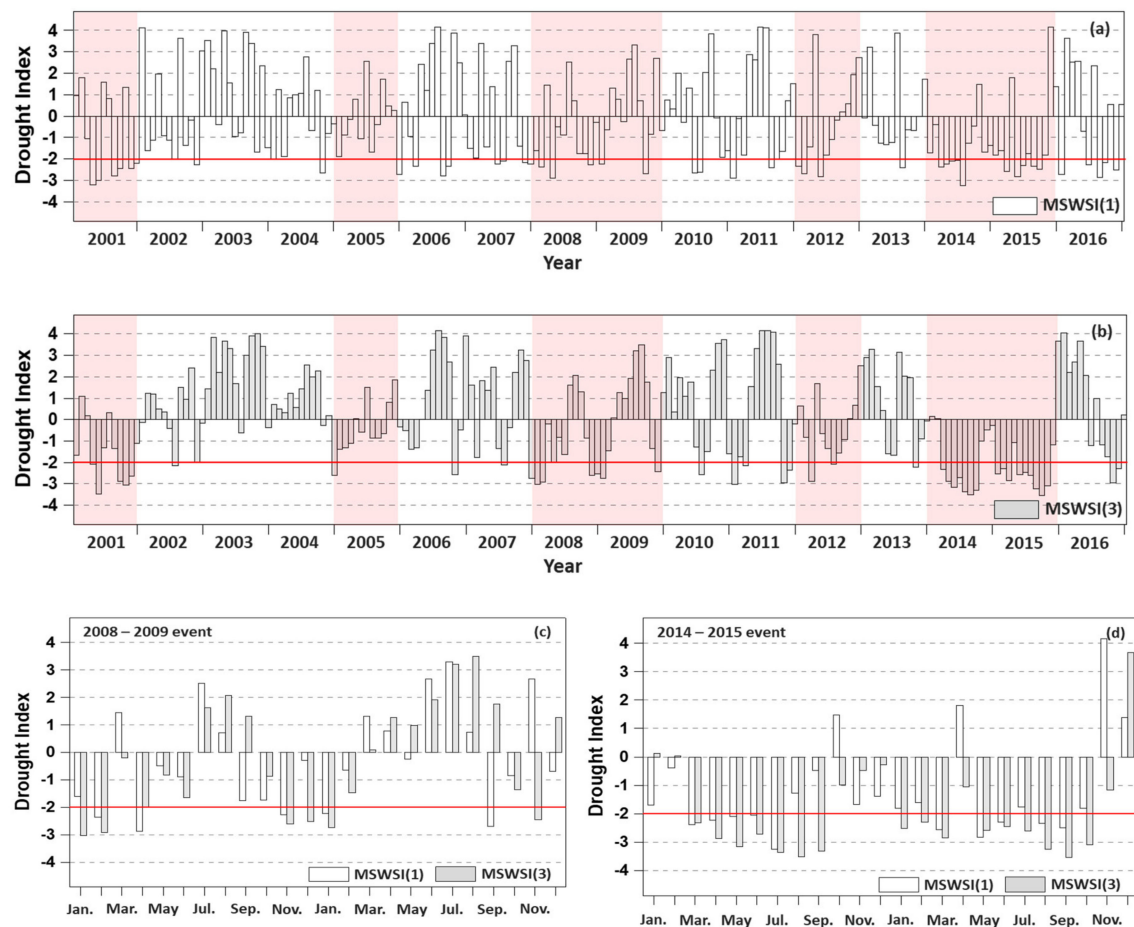 (a)
Drought Index
4
3
2
1
0
-1
-2
-3
-4
MSWSI(1)
2001 2002 2003 2004 2005 2006 2007 2008 2009 2010 2011 2012 2013 2014 2015 2016
Year
(b)
Drought Index
4
3
2
1
0
-1
-2
-3
-4
MSWSI(3)
2001 2002 2003 2004 2005 2006 2007 2008 2009 2010 2011 2012 2013 2014 2015 2016
Year
2008 – 2009 event (c)
Drought Index
4
3
2
1
0
-1
-2
-3
-4
MSWSI(1) MSWSI(3)
Jan. Mar. May Jul. Sep. Nov. Jan. Mar. May Jul. Sep. Nov.
2014 – 2015 event (d)
Drought Index
4
3
2
1
0
-1
-2
-3
-4
MSWSI(1) MSWSI(3)
Jan. Mar. May Jul. Sep. Nov. Jan. Mar. May Jul. Sep. Nov.